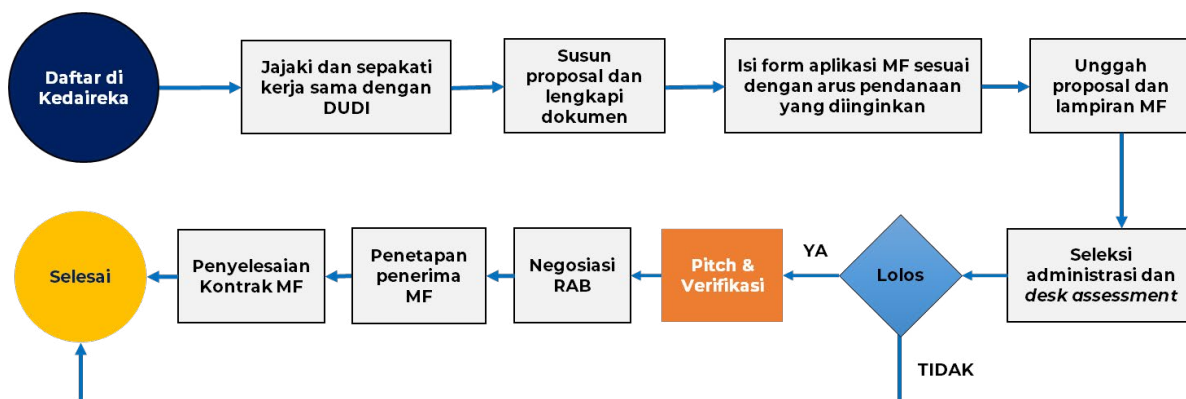 Daftar di
Kedaireka
Jajaki dan sepakati
kerja sama dengan
DUDI
Susun
proposal dan
lengkapi
dokumen
Isi form aplikasi MF sesuai
dengan arus pendanaan
yang diinginkan
Unggah
proposal dan
lampiran MF
Seleksi
administrasi dan
desk assessment
Lolos
YA
TIDAK
Pitch &
Verifikasi
Negosiasi
RAB
Penetapan
penerima
MF
Penyelesaian
Kontrak MF
Selesai